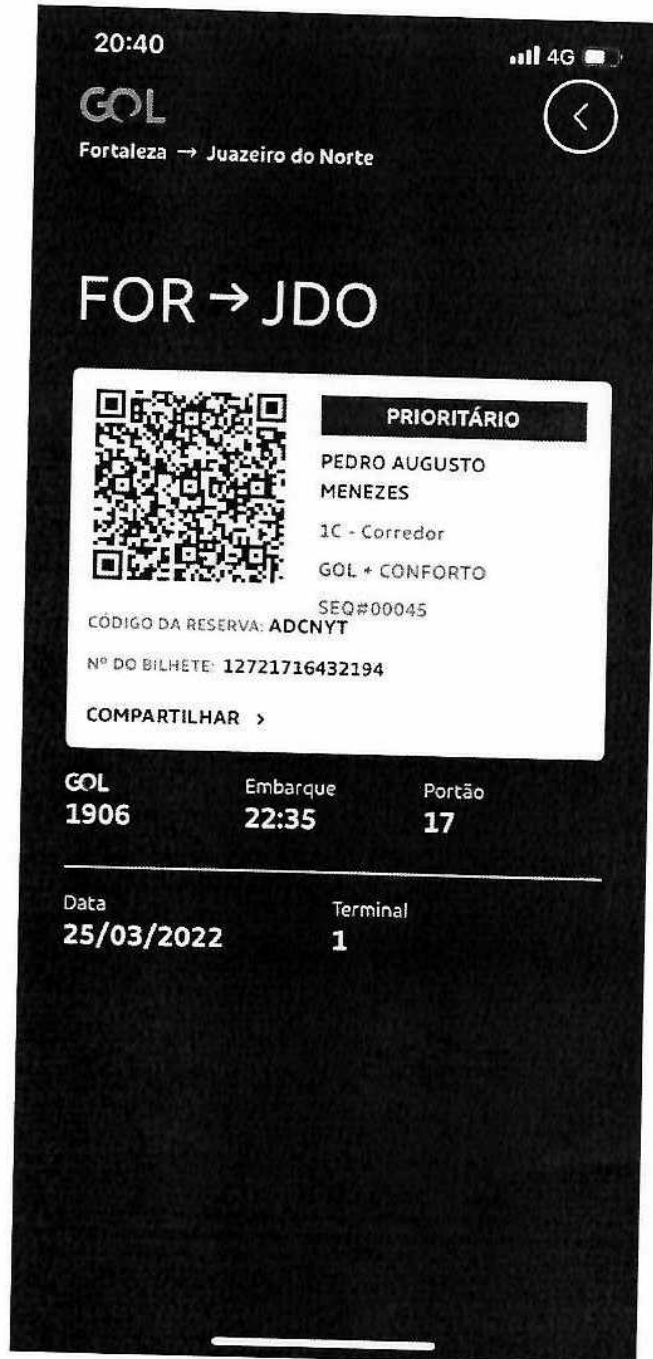 20:40
4G
GOL
Fortaleza → Juazeiro do Norte
FOR → JDO
PRIORITÁRIO
PEDRO AUGUSTO
MENEZES
1C - Corredor
GOL + CONFORTO
SEQ#00045
CÓDIGO DA RESERVA: ADCNYT
Nº DO BILHETE: 12721716432194
COMPARTILHAR >
GOL
1906
Embarque
22:35
Portão
17
Data
25/03/2022
Terminal
1